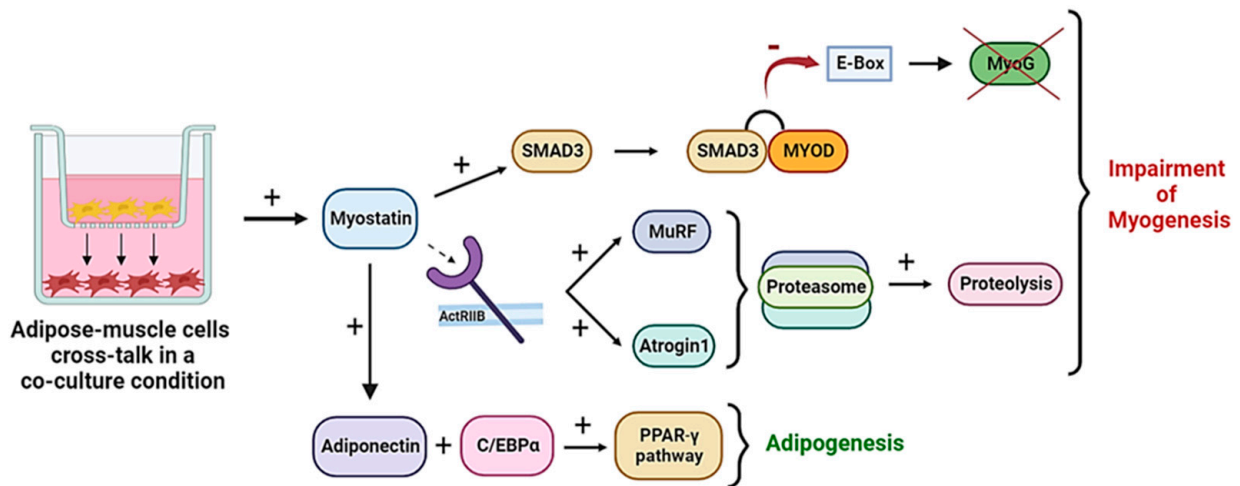 Adipose-muscle cells
cross-talk in a
co-culture condition
+
Myostatin
+
SMAD3
SMAD3
MYOD
-
E-Box
MyoG
ActRIIB
+
MuRF
+
Atrogin1
Proteasome
+
Proteolysis
Impairment
of
Myogenesis
+
Adiponectin
+
C/EBPα
+
PPAR-γ
pathway
Adipogenesis